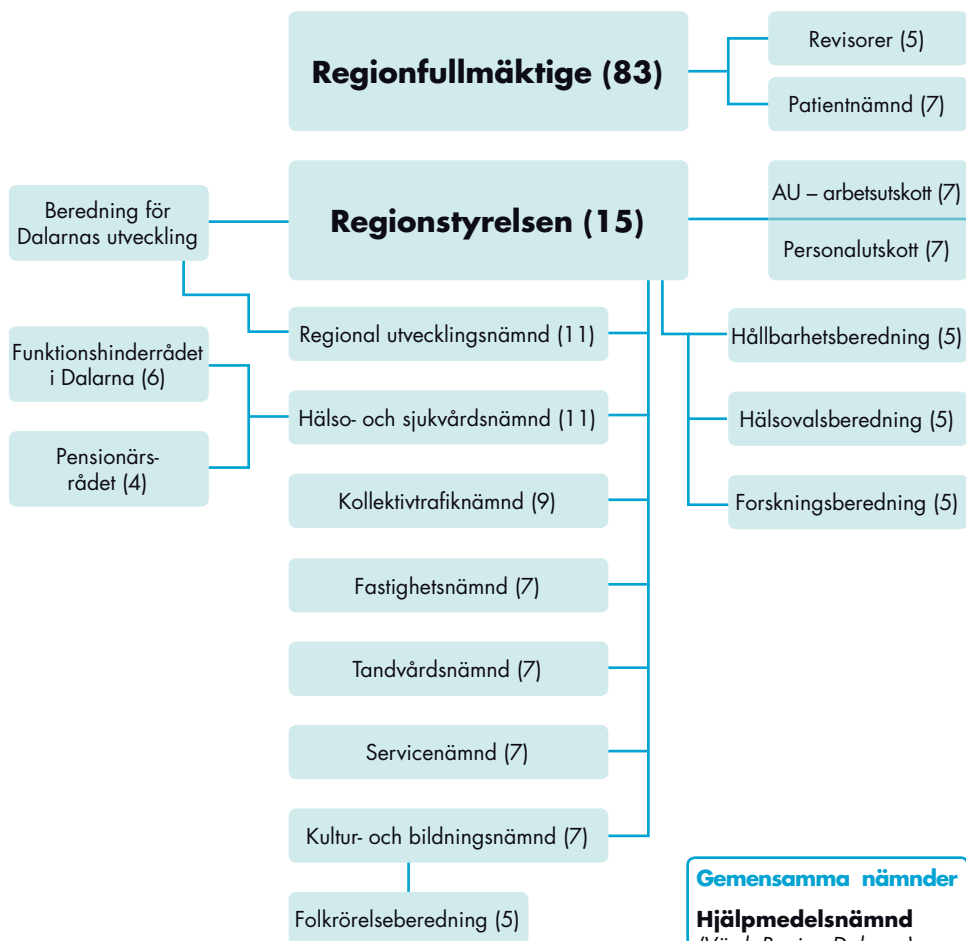 Regionfullmäktige (83)
Revisorer (5)
Patientnämnd (7)
Beredning för
Dalarnas utveckling
Regionstyrelsen (15)
AU – arbetsutskott (7)
Personalutskott (7)
Regional utvecklingsnämnd (11)
Hållbarhetsberedning (5)
Funktionshinderrådet
i Dalarna (6)
Hälso- och sjukvårdsnämnd (11)
Hälsovalsberedning (5)
Pensionärs-
rådet (4)
Kollektivtrafiknämnd (9)
Forskningsberedning (5)
Fastighetsnämnd (7)
Tandvårdsnämnd (7)
Servicenämnd (7)
Kultur- och bildningsnämnd (7)
Folkrörelseberedning (5)
Gemensamma nämnder
Hjälpmedelsnämnd